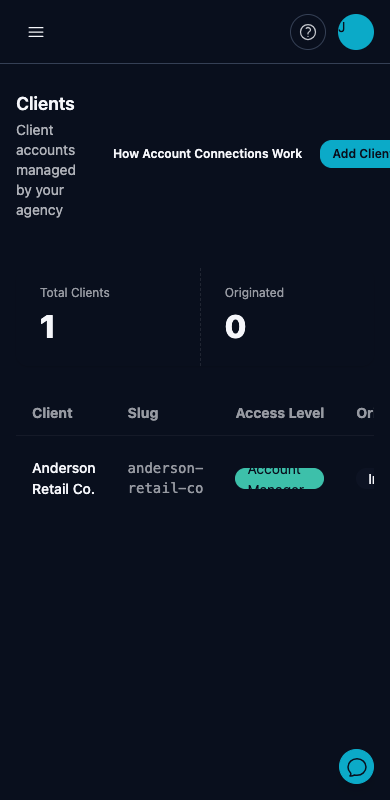 J
Clients
Client
accounts
managed
by your
agency
How Account Connections Work
Add Clien
Total Clients
1
Originated
0
Client
Slug
Access Level
Or
Anderson
Retail Co.
anderson-
retail-co
Account
Manager